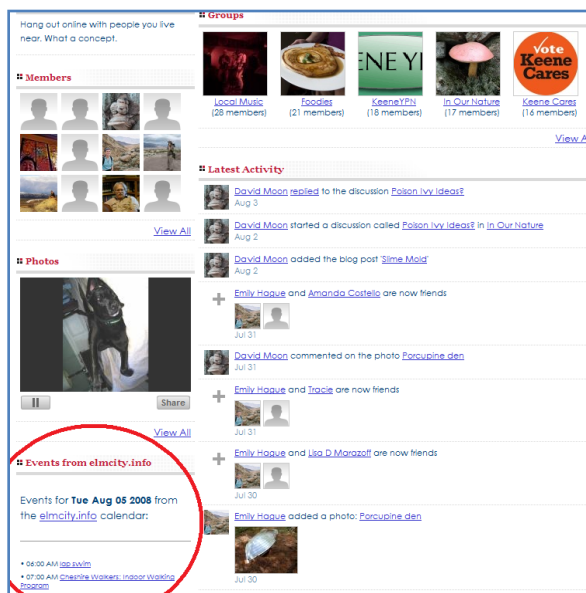 Hang out online with people you live
near. What a concept.
Members
View All
Photos
Share
View All
Events from elmcity.info
Events for Tue Aug 05 2008 from
the elmcity.info calendar:
• 06:00 AM lap swim
• 07:00 AM Cheshire Walkers: Indoor Walking
Program
Groups
ENE YI
vote
Keene
Cares
Local Music
(28 members)
Foodies
(21 members)
KeeneYPN
(18 members)
In Our Nature
(17 members)
Keene Cares
(16 members)
View A
Latest Activity
David Moon replied to the discussion Poison Ivy Ideas?
Aug 3
David Moon started a discussion called Poison Ivy Ideas? in In Our Nature
Aug 2
David Moon added the blog post 'Slime Mold'
Aug 2
Emily Hague and Amanda Costello are now friends
Jul 31
David Moon commented on the photo Porcupine den
Jul 31
Emily Hague and Tracie are now friends
Jul 31
Emily Hague and Lisa D Marazoff are now friends
Jul 30
Emily Hague added a photo: Porcupine den
Jul 30